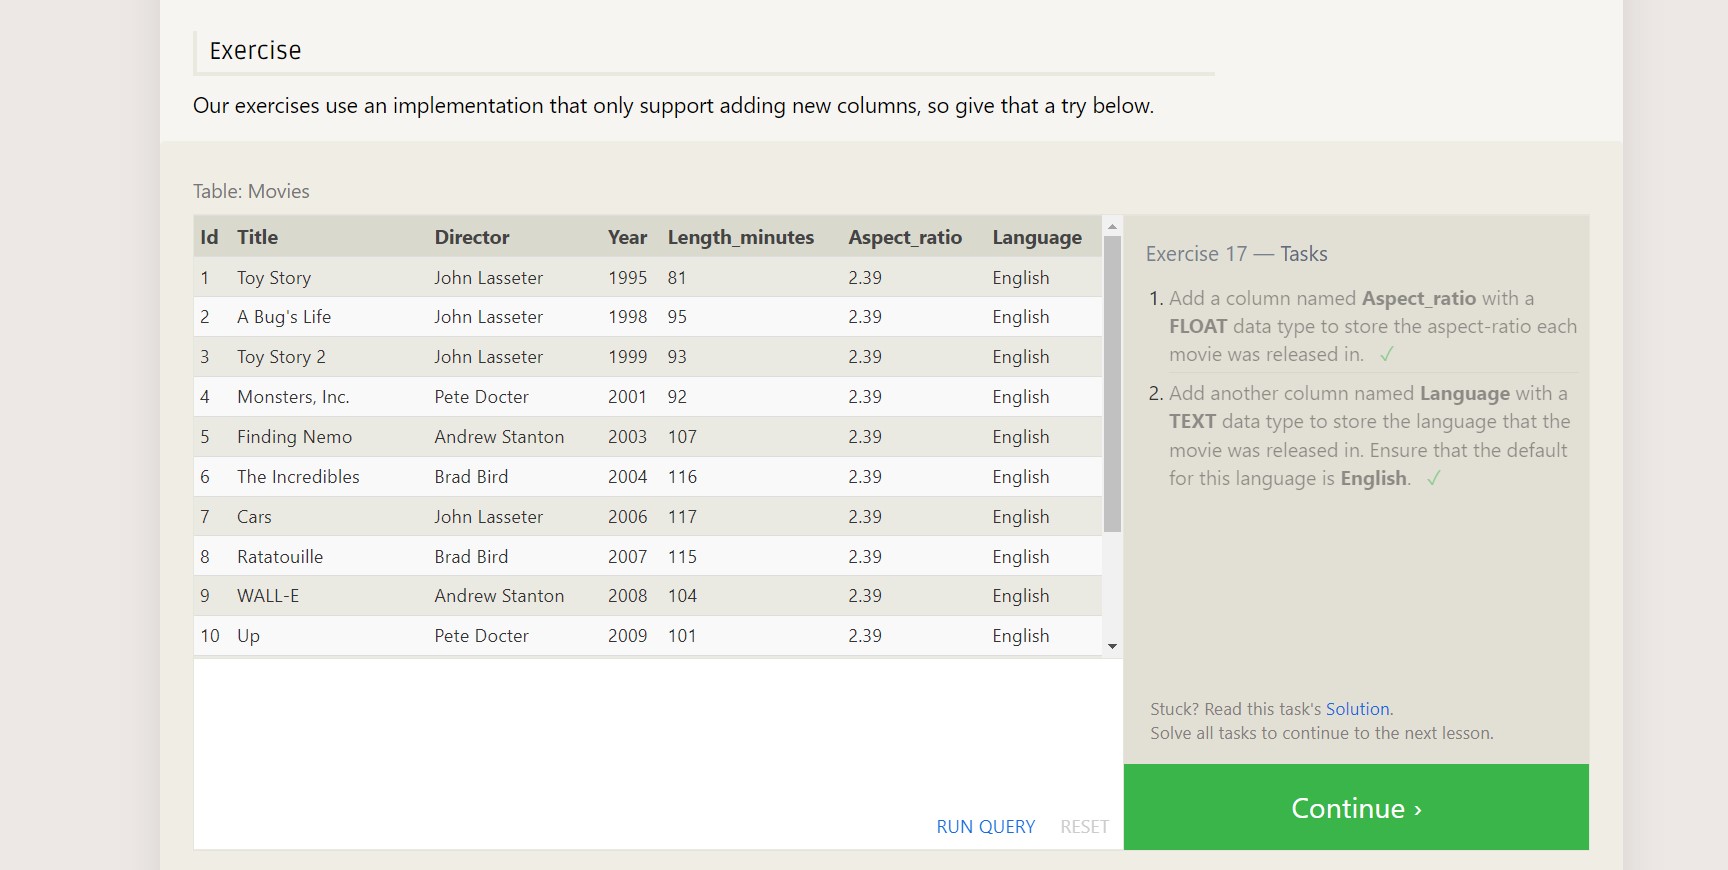 Exercise
Our exercises use an implementation that only support adding new columns, so give that a try below.
Table: Movies
Id Title Director Year Length_minutes Aspect_ratio Language
1 Toy Story John Lasseter 1995 81 2.39 English
2 A Bug's Life John Lasseter 1998 95 2.39 English
3 Toy Story 2 John Lasseter 1999 93 2.39 English
4 Monsters, Inc. Pete Docter 2001 92 2.39 English
5 Finding Nemo Andrew Stanton 2003 107 2.39 English
6 The Incredibles Brad Bird 2004 116 2.39 English
7 Cars John Lasseter 2006 117 2.39 English
8 Ratatouille Brad Bird 2007 115 2.39 English
9 WALL-E Andrew Stanton 2008 104 2.39 English
10 Up Pete Docter 2009 101 2.39 English
RUN QUERY RESET
Exercise 17 — Tasks
1. Add a column named Aspect_ratio with a
FLOAT data type to store the aspect-ratio each
movie was released in. ✓
2. Add another column named Language with a
TEXT data type to store the language that the
movie was released in. Ensure that the default
for this language is English. ✓
Stuck? Read this task's Solution.
Solve all tasks to continue to the next lesson.
Continue ›